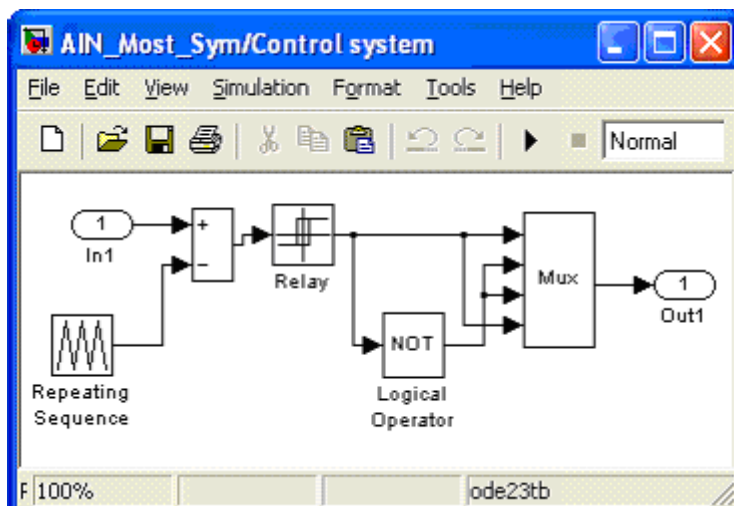 AIN_Most_Sym/Control system
File Edit View Simulation Format Tools Help
Normal
1
In1
+
−
Relay
Repeating
Sequence
NOT
Logical
Operator
Mux
1
Out1
F 100% ode23tb